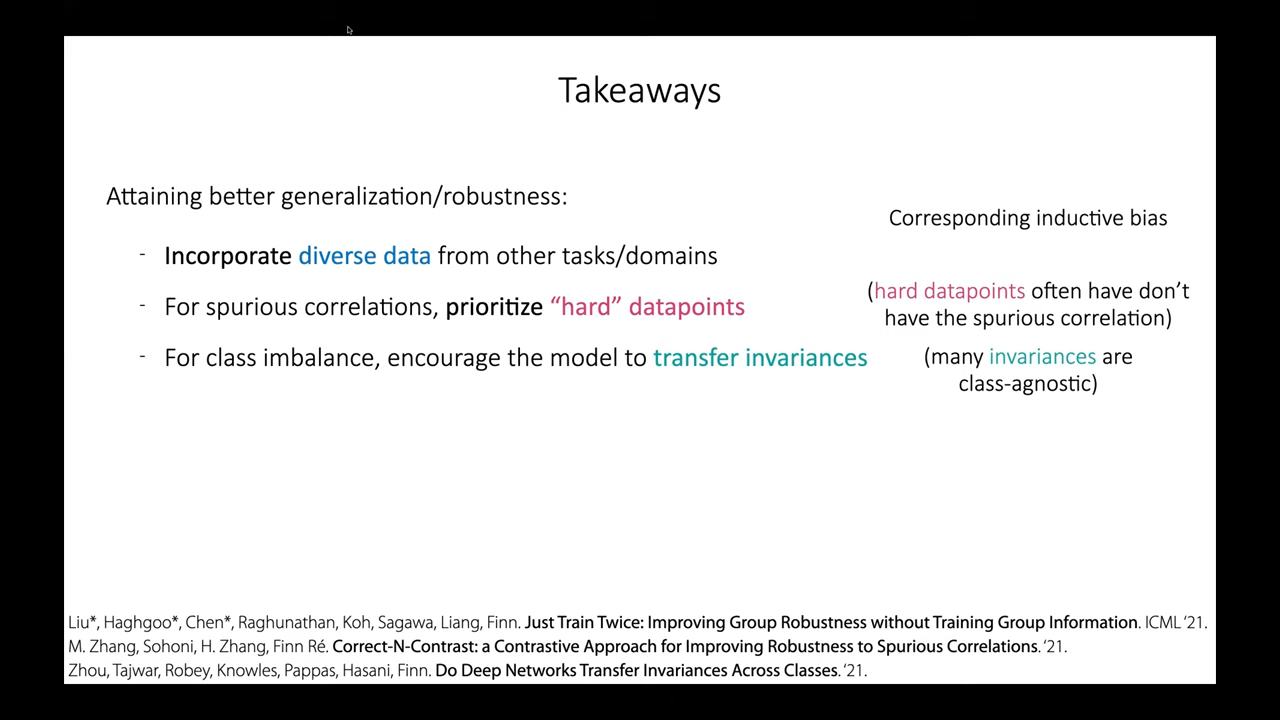 Takeaways
Attaining better generalization/robustness:
Corresponding inductive bias
- Incorporate diverse data from other tasks/domains
- For spurious correlations, prioritize “hard” datapoints
(hard datapoints often have don’t
have the spurious correlation)
- For class imbalance, encourage the model to transfer invariances
(many invariances are
class-agnostic)
Liu*, Haghgoo*, Chen*, Raghunathan, Koh, Sagawa, Liang, Finn. Just Train Twice: Improving Group Robustness without Training Group Information. ICML ‘21.
M. Zhang, Sohoni, H. Zhang, Finn Ré. Correct-N-Contrast: a Contrastive Approach for Improving Robustness to Spurious Correlations. ‘21.
Zhou, Tajwar, Robey, Knowles, Pappas, Hasani, Finn. Do Deep Networks Transfer Invariances Across Classes. ‘21.